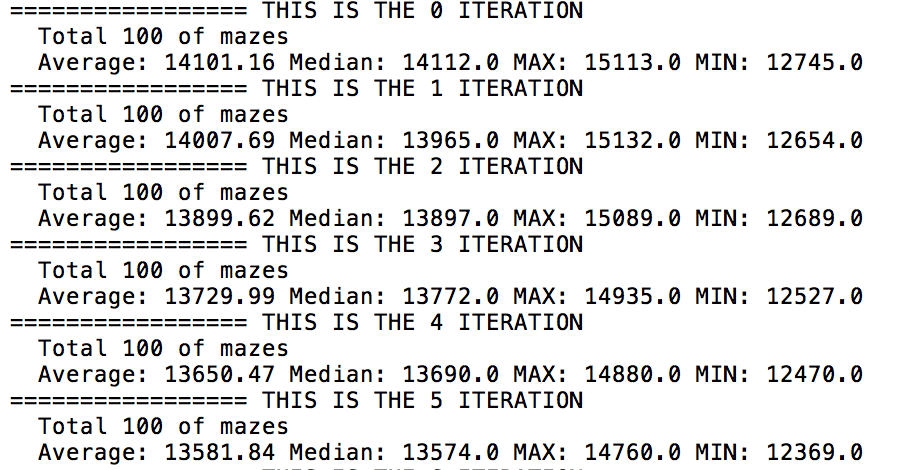 ================= THIS IS THE 0 ITERATION
Total 100 of mazes
Average: 14101.16 Median: 14112.0 MAX: 15113.0 MIN: 12745.0
================= THIS IS THE 1 ITERATION
Total 100 of mazes
Average: 14007.69 Median: 13965.0 MAX: 15132.0 MIN: 12654.0
================= THIS IS THE 2 ITERATION
Total 100 of mazes
Average: 13899.62 Median: 13897.0 MAX: 15089.0 MIN: 12689.0
================= THIS IS THE 3 ITERATION
Total 100 of mazes
Average: 13729.99 Median: 13772.0 MAX: 14935.0 MIN: 12527.0
================= THIS IS THE 4 ITERATION
Total 100 of mazes
Average: 13650.47 Median: 13690.0 MAX: 14880.0 MIN: 12470.0
================= THIS IS THE 5 ITERATION
Total 100 of mazes
Average: 13581.84 Median: 13574.0 MAX: 14760.0 MIN: 12369.0